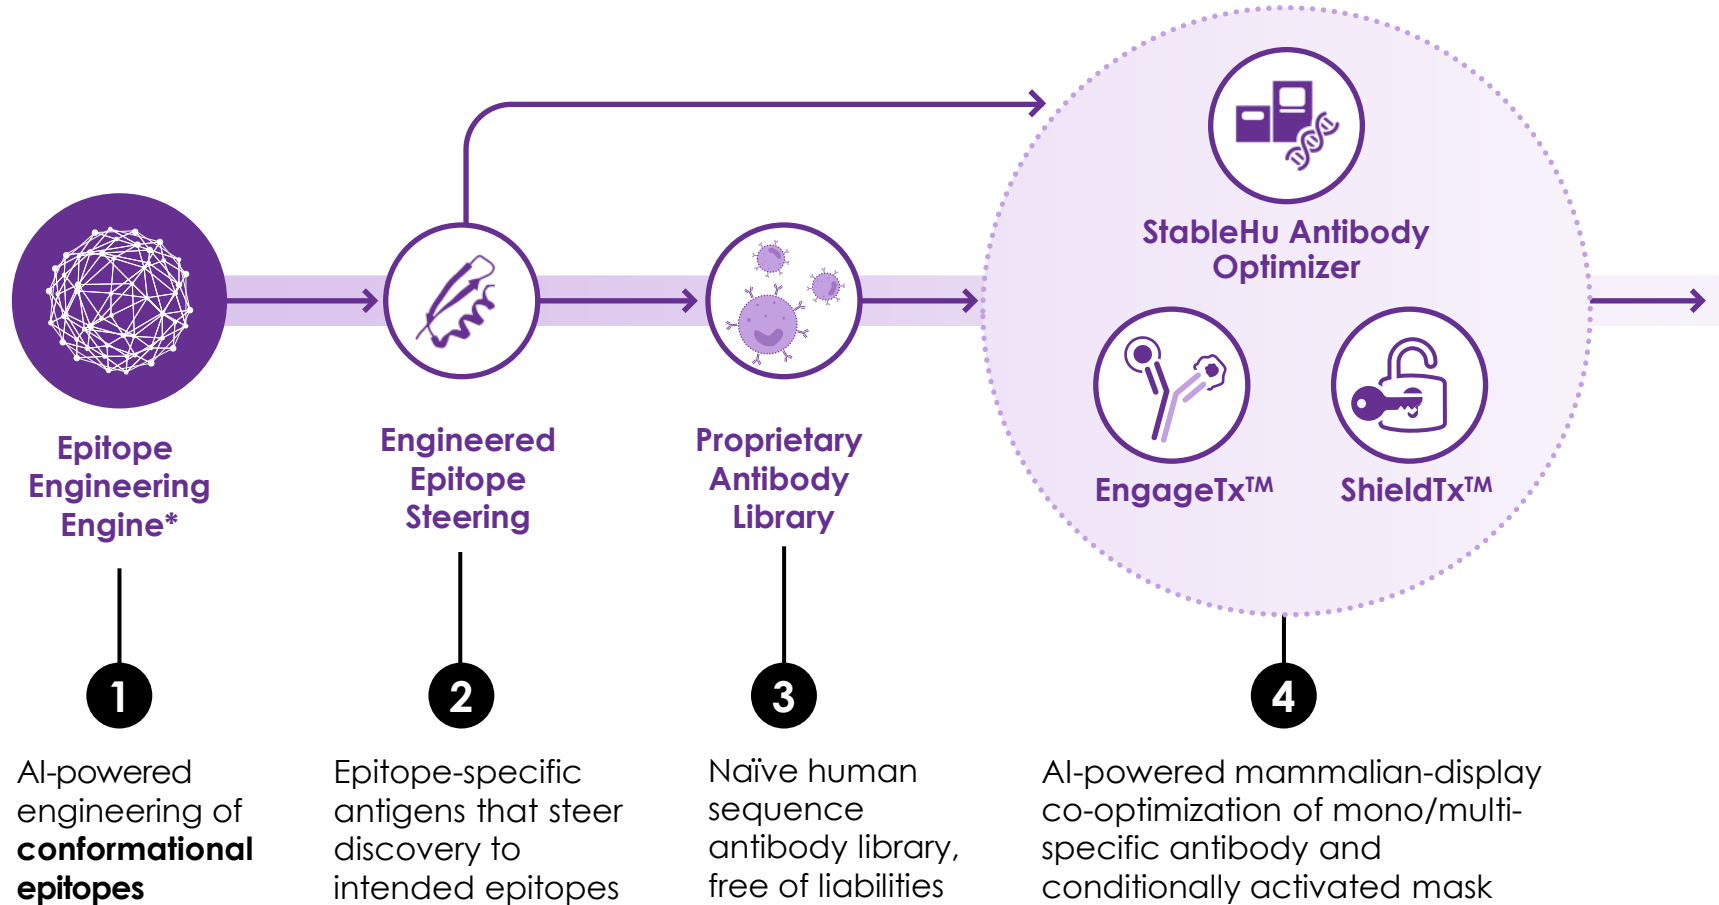 StableHu Antibody
Optimizer
EngageTx™
ShieldTx™
Epitope
Engineering
Engine*
Engineered
Epitope
Steering
Proprietary
Antibody
Library
1
2
3
4
AI-powered
engineering of
conformational
epitopes
Epitope-specific
antigens that steer
discovery to
intended epitopes
Naïve human
sequence
antibody library,
free of liabilities
AI-powered mammalian-display
co-optimization of mono/multi-
specific antibody and
conditionally activated mask